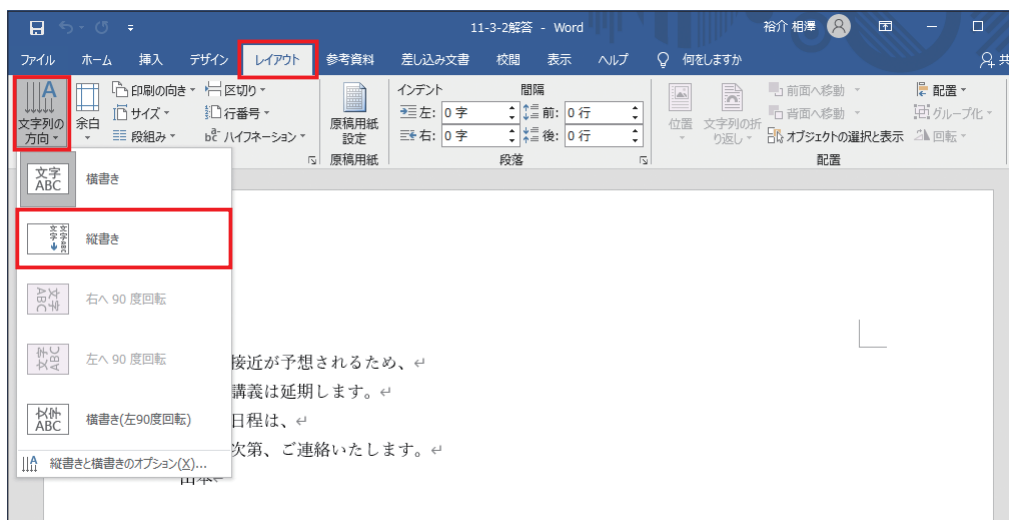 11-3-2解答 - Word
裕介 相澤
ファイル ホーム 挿入 デザイン レイアウト 参考資料 差し込み文書 校閲 表示 ヘルプ 何をしますか 共
文字列の方向
余白
印刷の向き
サイズ
段組み
区切り
行番号
ハイフネーション
原稿用紙設定
原稿用紙
インデント
左: 0 字
右: 0 字
間隔
前: 0 行
後: 0 行
段落
位置
文字列の折り返し
前面へ移動
背面へ移動
オブジェクトの選択と表示
配置
グループ化
回転
配置
文字 ABC 横書き
縦書き
右へ 90 度回転
左へ 90 度回転
横書き(左90度回転)
縦書きと横書きのオプション(X)...
接近が予想されるため、
講義は延期します。
日程は、
次第、ご連絡いたします。